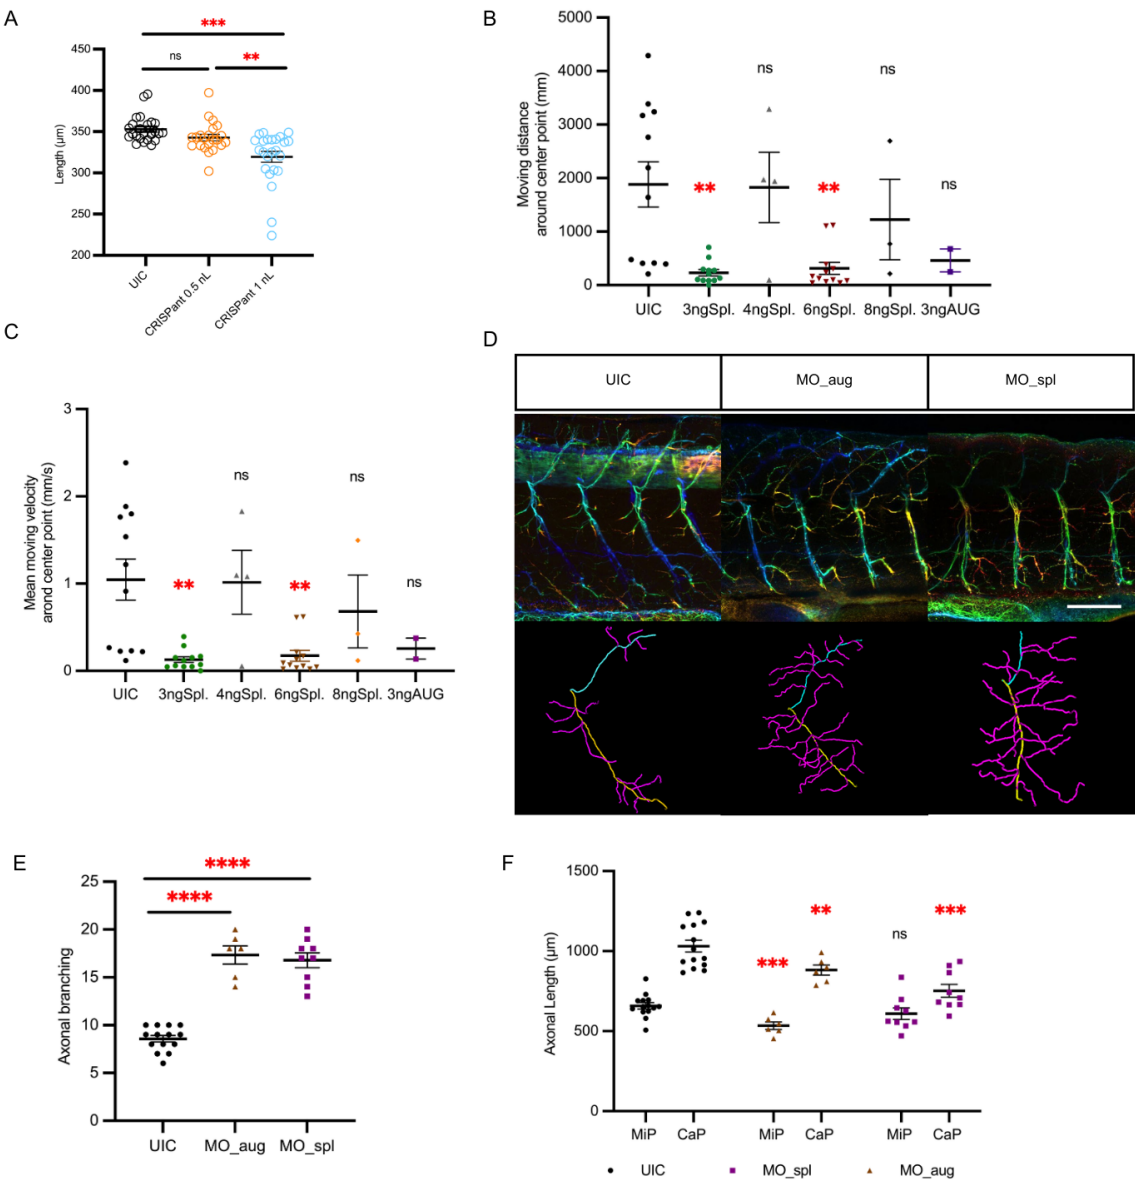 A
***
ns
**
450
400
350
300
250
200
Length (µm)
UIC
CRISPant 0.5 nL
CRISPant 1 nL
B
5000
4000
3000
2000
1000
0
Moving distance
around center point (mm)
**
ns
**
ns
ns
UIC
3ngSpl.
4ngSpl.
6ngSpl.
8ngSpl.
3ngAUG
C
3
2
1
0
Mean moving velocity
arond center point (mm/s)
**
ns
**
ns
ns
UIC
3ngSpl.
4ngSpl.
6ngSpl.
8ngSpl.
3ngAUG
D
UIC
MO_aug
MO_spl
E
****
****
25
20
15
10
5
0
Axonal branching
UIC
MO_aug
MO_spl
F
1500
1000
500
0
Axonal Length (µm)
***
**
ns
***
MiP
CaP
MiP
CaP
MiP
CaP
UIC
MO_spl
MO_aug